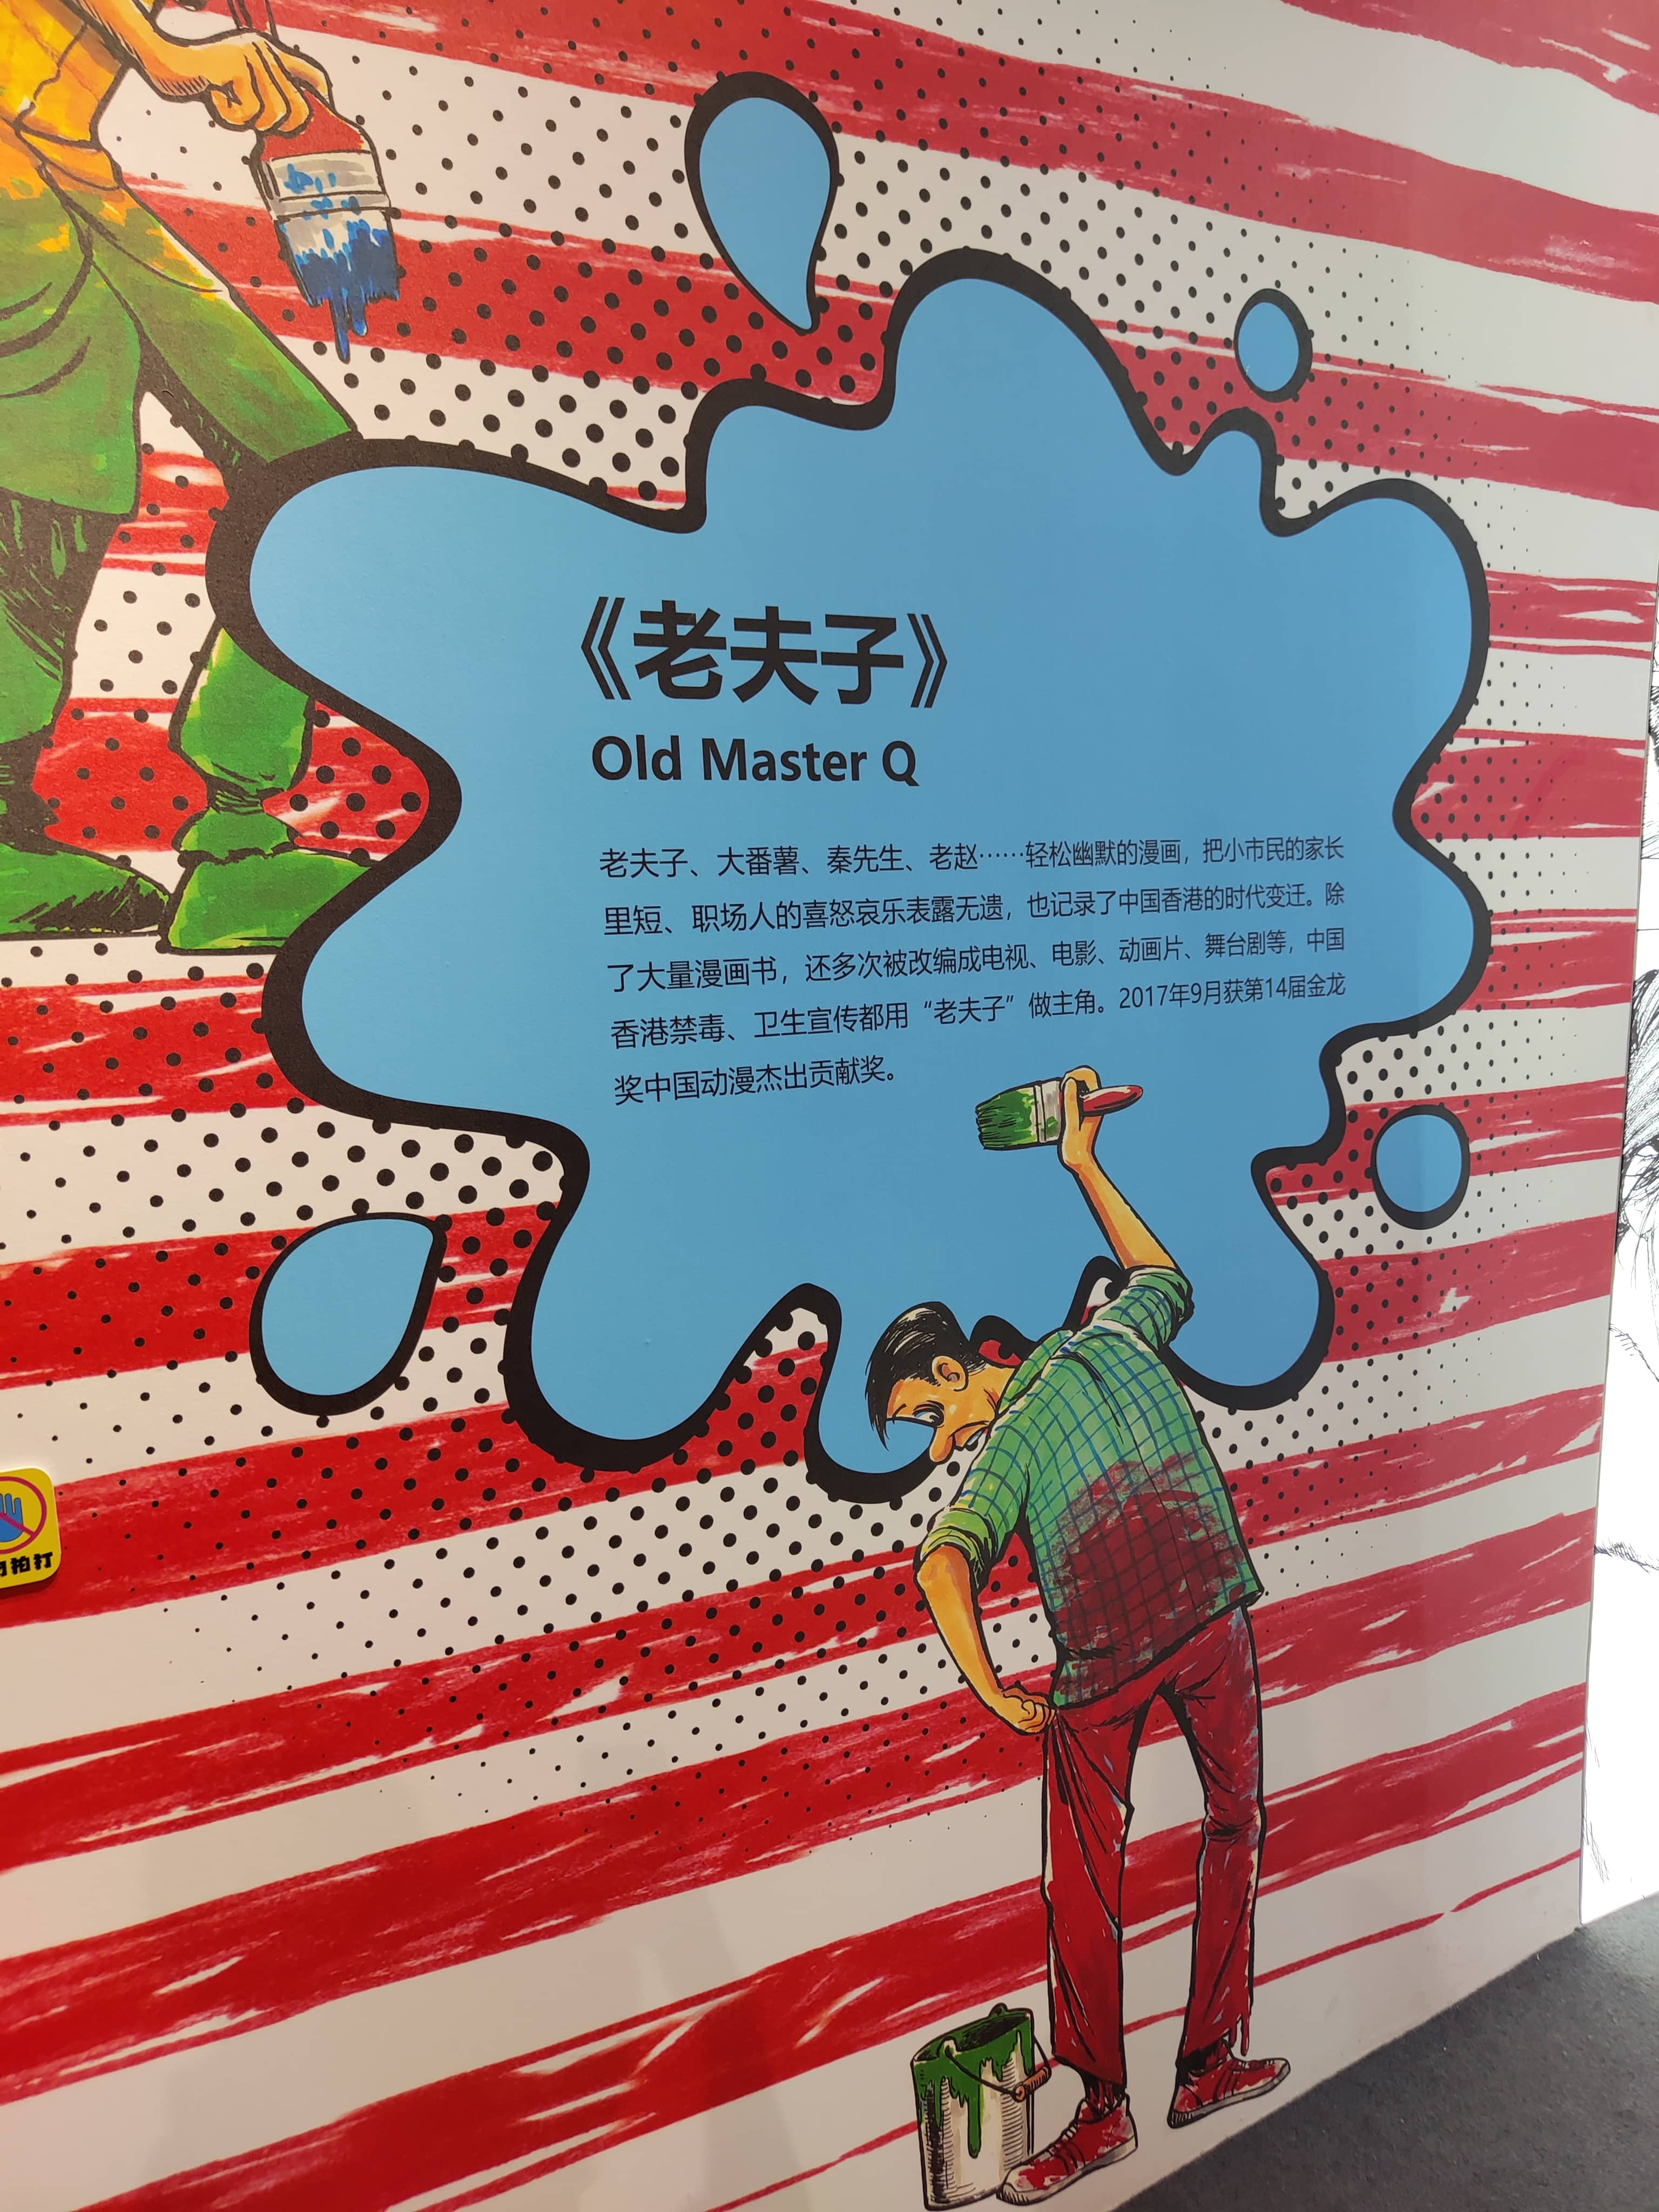 《老夫子》
Old Master Q
老夫子、大番薯、秦先生、老赵……轻松幽默的漫画，把小市民的家长
里短、职场人的喜怒哀乐表露无遗，也记录了中国香港的时代变迁。除
了大量漫画书，还多次被改编成电视、电影、动画片、舞台剧等，中国
香港禁毒、卫生宣传都用“老夫子”做主角。2017年9月获第14届金龙
奖中国动漫杰出贡献奖。
拍打